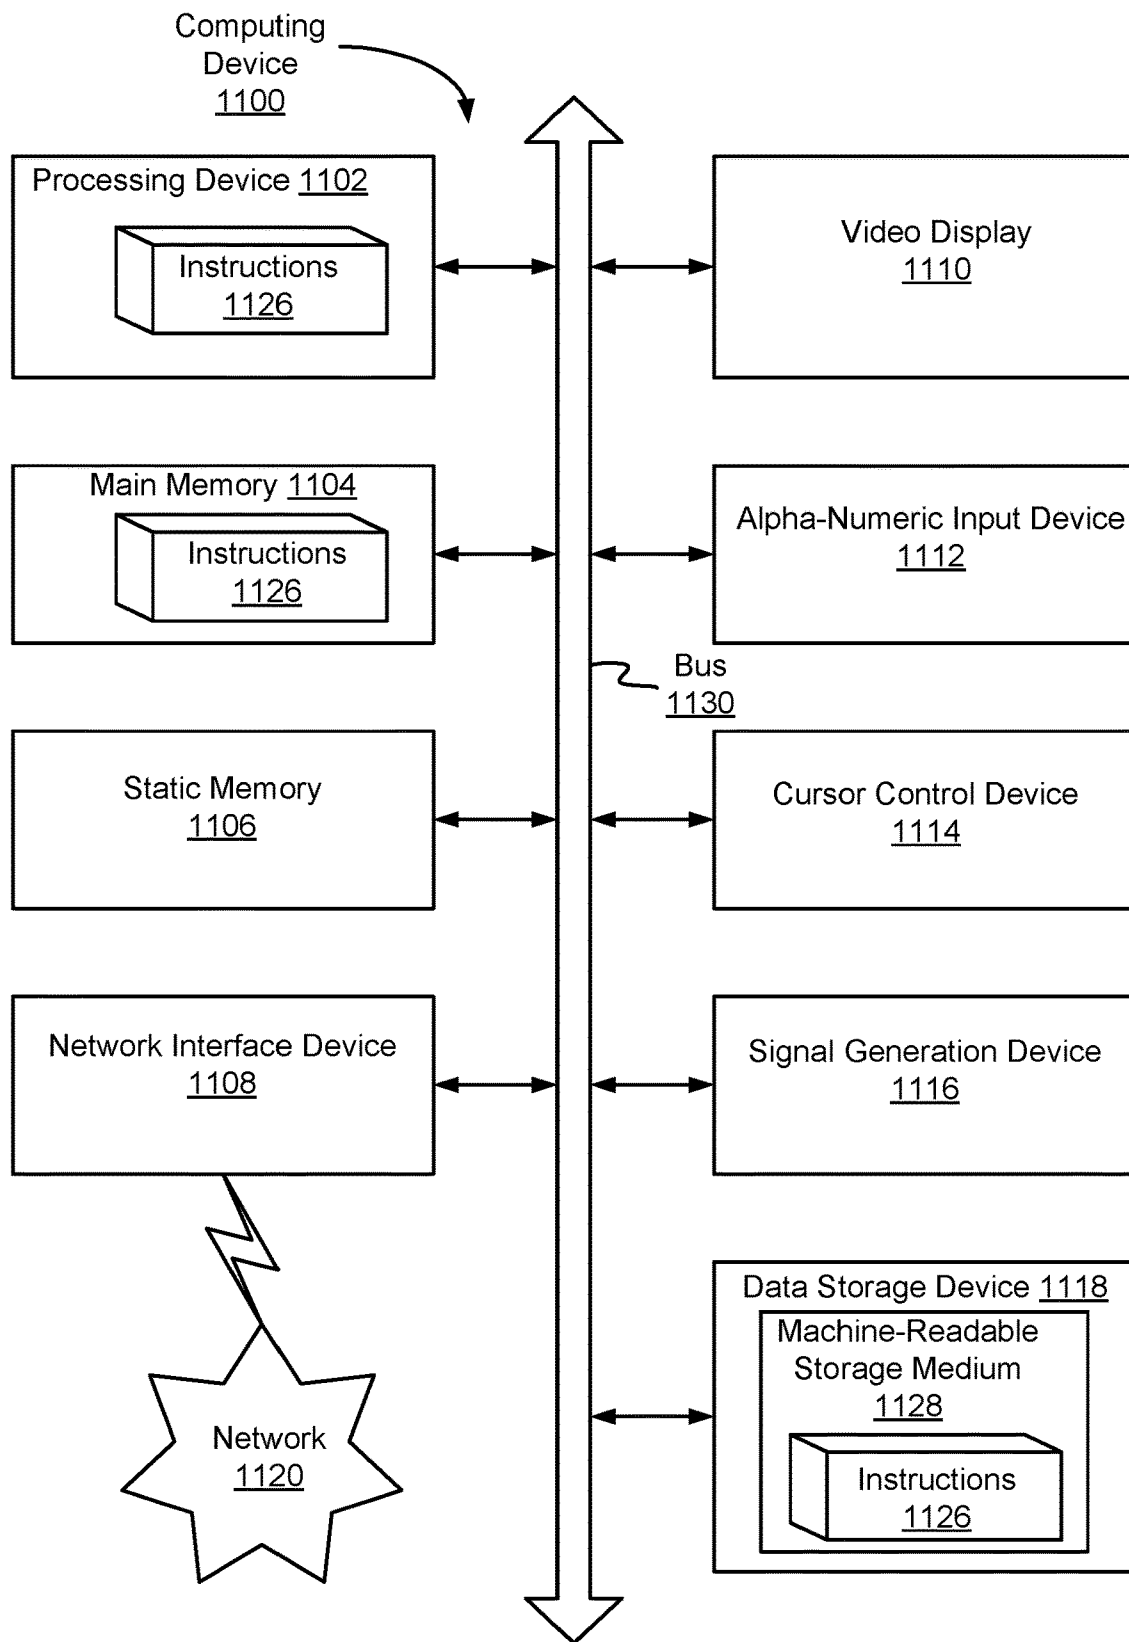 Computing
Device
1100
Processing Device 1102
Instructions
1126
Video Display
1110
Main Memory 1104
Instructions
1126
Alpha-Numeric Input Device
1112
Bus
1130
Static Memory
1106
Cursor Control Device
1114
Network Interface Device
1108
Signal Generation Device
1116
Data Storage Device 1118
Machine-Readable
Storage Medium
1128
Instructions
1126
Network
1120